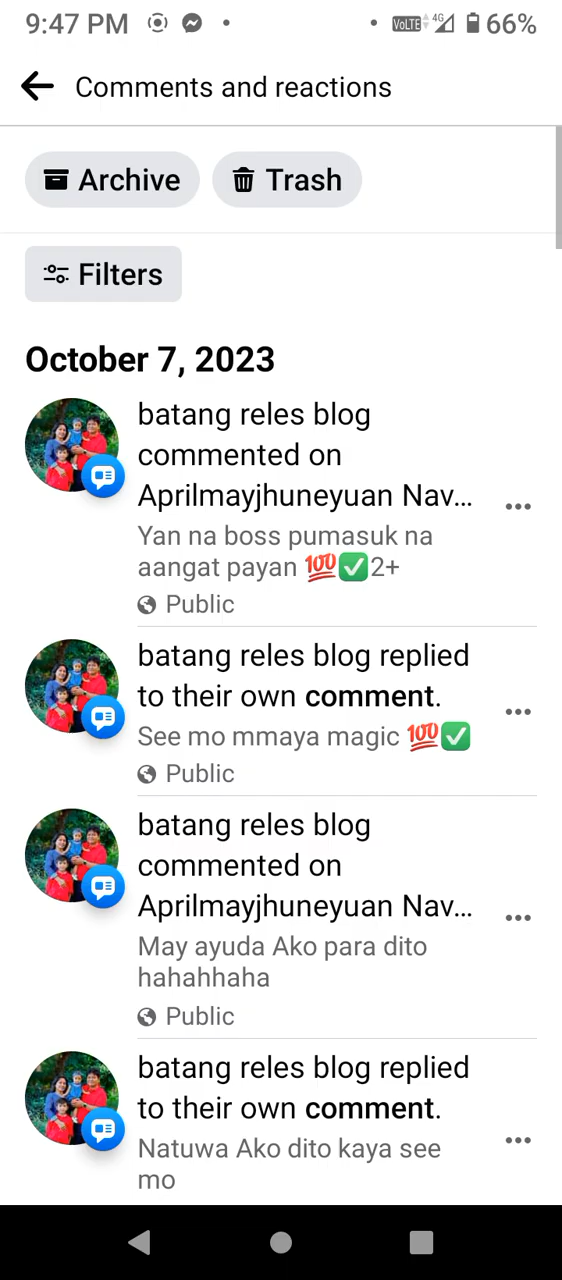 9:47 PM VoLTE 4G 66%
Comments and reactions
Archive Trash
Filters
October 7, 2023
batang reles blog
commented on
Aprilmayjhuneyuan Nav...
Yan na boss pumasuk na
aangat payan 💯✅2+
Public
batang reles blog replied
to their own comment.
See mo mmaya magic 💯✅
Public
batang reles blog
commented on
Aprilmayjhuneyuan Nav...
May ayuda Ako para dito
hahahhaha
Public
batang reles blog replied
to their own comment.
Natuwa Ako dito kaya see
mo